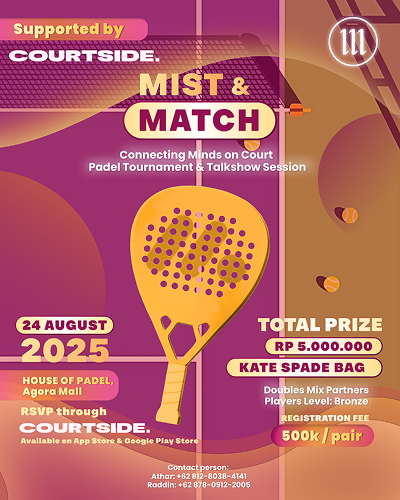 Supported by
COURTSIDE.
MIST &
MATCH
Connecting Minds on Court
Padel Tournament & Talkshow Session
24 AUGUST
2025
HOUSE OF PADEL,
Agora Mall
RSVP through
COURTSIDE.
Available on App Store & Google Play Store
TOTAL PRIZE
RP 5.000.000
KATE SPADE BAG
Doubles Mix Partners
Players Level: Bronze
REGISTRATION FEE
500k / pair
Contact person:
Athar: +62 812-8038-4141
Raddin: +62 878-0912-2005